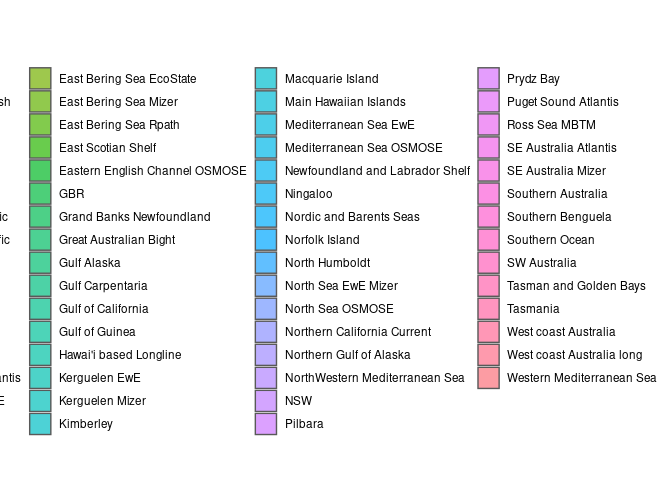 sh
ic
fic
antis
E
East Bering Sea EcoState
East Bering Sea Mizer
East Bering Sea Rpath
East Scotian Shelf
Eastern English Channel OSMOSE
GBR
Grand Banks Newfoundland
Great Australian Bight
Gulf Alaska
Gulf Carpentaria
Gulf of California
Gulf of Guinea
Hawai'i based Longline
Kerguelen EwE
Kerguelen Mizer
Kimberley
Macquarie Island
Main Hawaiian Islands
Mediterranean Sea EwE
Mediterranean Sea OSMOSE
Newfoundland and Labrador Shelf
Ningaloo
Nordic and Barents Seas
Norfolk Island
North Humboldt
North Sea EwE Mizer
North Sea OSMOSE
Northern California Current
Northern Gulf of Alaska
NorthWestern Mediterranean Sea
NSW
Pilbara
Prydz Bay
Puget Sound Atlantis
Ross Sea MBTM
SE Australia Atlantis
SE Australia Mizer
Southern Australia
Southern Benguela
Southern Ocean
SW Australia
Tasman and Golden Bays
Tasmania
West coast Australia
West coast Australia long
Western Mediterranean Sea